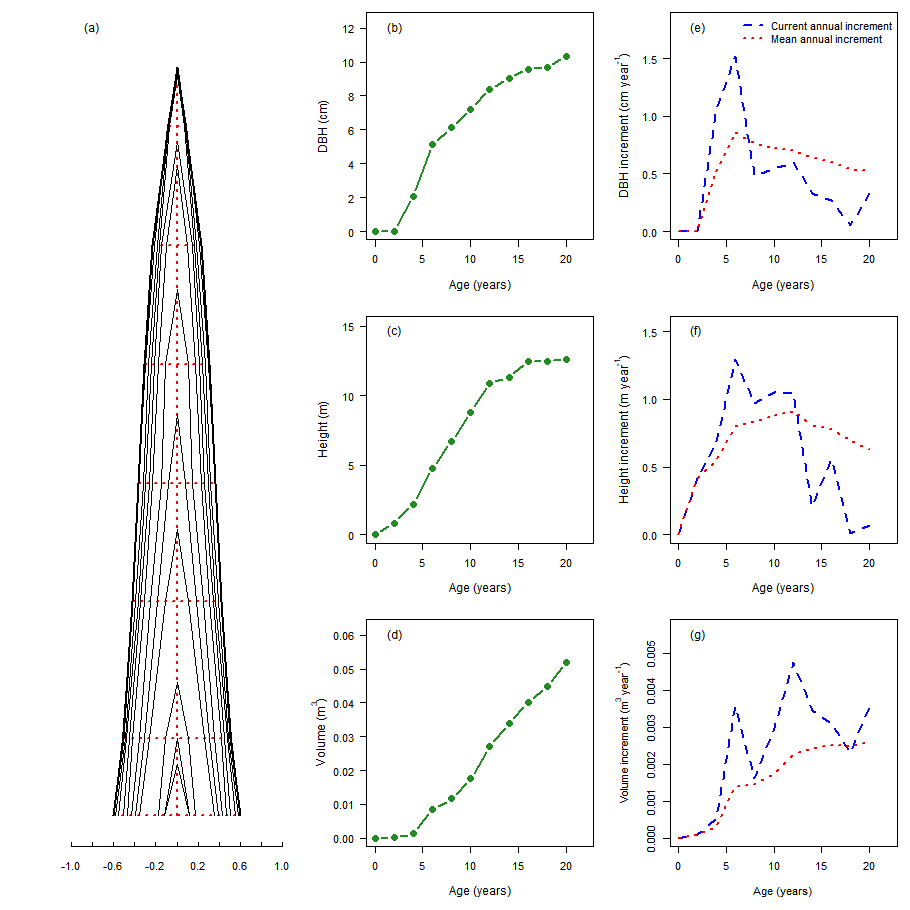 (a)
-1.0 -0.6 -0.2 0.2 0.6 1.0
(b)
DBH (cm)
12
10
8
6
4
2
0
0 5 10 15 20
Age (years)
(e)
Current annual increment
Mean annual increment
DBH increment (cm year⁻¹)
1.5
1.0
0.5
0.0
0 5 10 15 20
Age (years)
(c)
Height (m)
15
10
5
0
0 5 10 15 20
Age (years)
(f)
Height increment (m year⁻¹)
1.5
1.0
0.5
0.0
0 5 10 15 20
Age (years)
(d)
Volume (m³)
0.06
0.05
0.04
0.03
0.02
0.01
0.00
0 5 10 15 20
Age (years)
(g)
Volume increment (m³ year⁻¹)
0.005
0.004
0.003
0.002
0.001
0.000
0 5 10 15 20
Age (years)